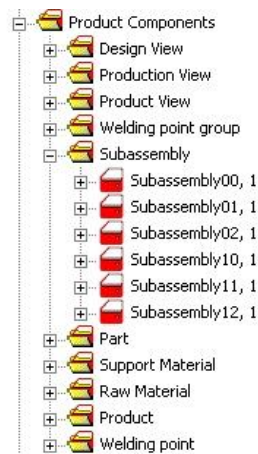 Product Components
Design View
Production View
Product View
Welding point group
Subassembly
Subassembly00, 1
Subassembly01, 1
Subassembly02, 1
Subassembly10, 1
Subassembly11, 1
Subassembly12, 1
Part
Support Material
Raw Material
Product
Welding point